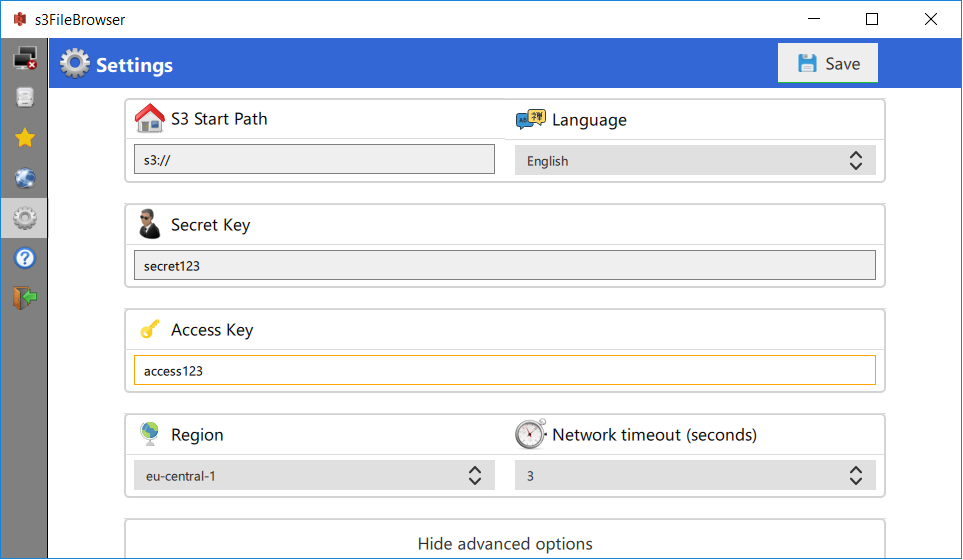 s3FileBrowser
Settings
Save
S3 Start Path
Language
s3://
English
Secret Key
secret123
Access Key
access123
Region
Network timeout (seconds)
eu-central-1
3
Hide advanced options